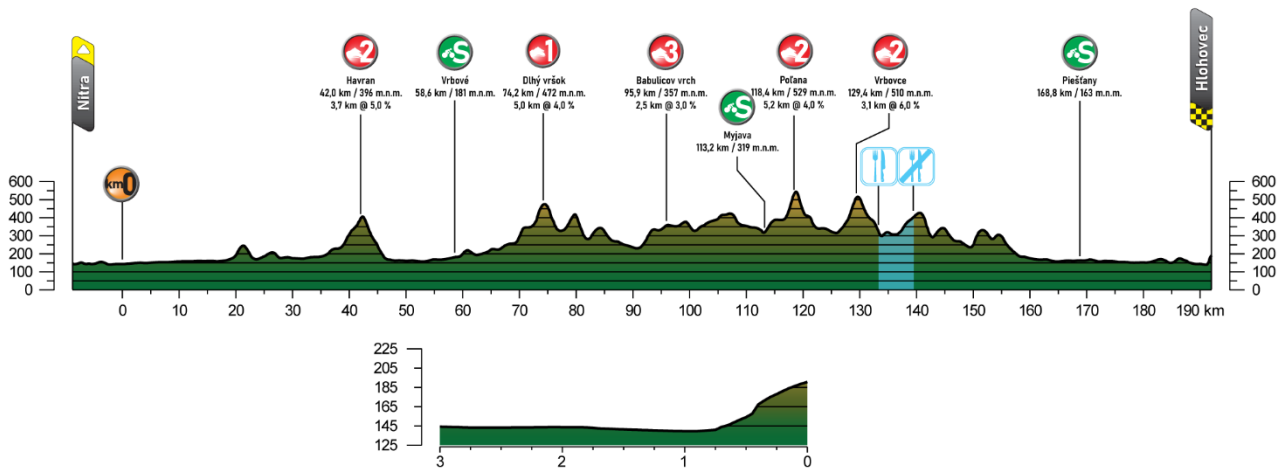 Nitra
km0
2
Havran
42,0 km / 396 m.n.m.
3,7 km @ 5,0 %
S
Vrbové
58,6 km / 181 m.n.m.
1
Dlhý vŕšok
74,2 km / 472 m.n.m.
5,0 km @ 4,0 %
3
Babulicov vrch
95,9 km / 357 m.n.m.
2,5 km @ 3,0 %
S
Myjava
113,2 km / 319 m.n.m.
2
Poľana
118,4 km / 529 m.n.m.
5,2 km @ 4,0 %
2
Vrbovce
129,4 km / 510 m.n.m.
3,1 km @ 6,0 %
S
Piešťany
168,8 km / 163 m.n.m.
Hlohovec
600 600
500 500
400 400
300 300
200 200
100 100
0 0
0 10 20 30 40 50 60 70 80 90 100 110 120 130 140 150 160 170 180 190 km
225
205
185
165
145
125
3 2 1 0